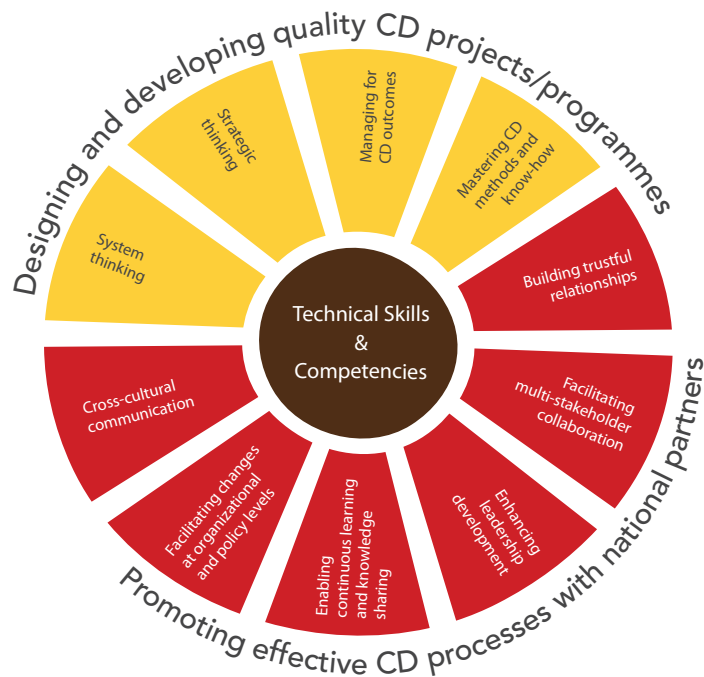 Designing and developing quality CD projects/programmes
System
thinking
Strategic
thinking
Managing for
CD outcomes
Mastering CD
methods and
know-how
Building trustful
relationships
Facilitating
multi-stakeholder
collaboration
Enhancing
leadership
development
Enabling
continuous learning
and knowledge
sharing
Facilitating changes
at organizational
and policy levels
Cross-cultural
communication
Technical Skills
&
Competencies
Promoting effective CD processes with national partners